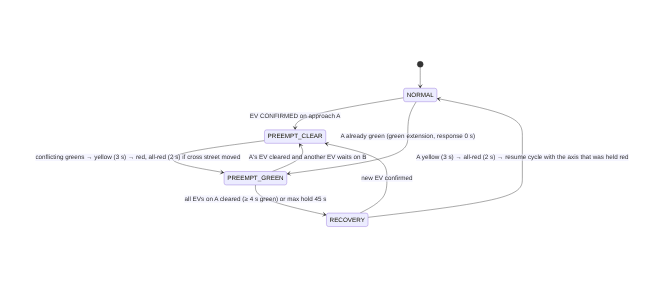 NORMAL
EV CONFIRMED on approach A
PREEMPT_CLEAR
A already green (green extension, response 0 s)
conflicting greens → yellow (3 s) → red, all-red (2 s) if cross street moved
A's EV cleared and another EV waits on B
A yellow (3 s) → all-red (2 s) → resume cycle with the axis that was held red
PREEMPT_GREEN
new EV confirmed
all EVs on A cleared (≥ 4 s green) or max hold 45 s
RECOVERY